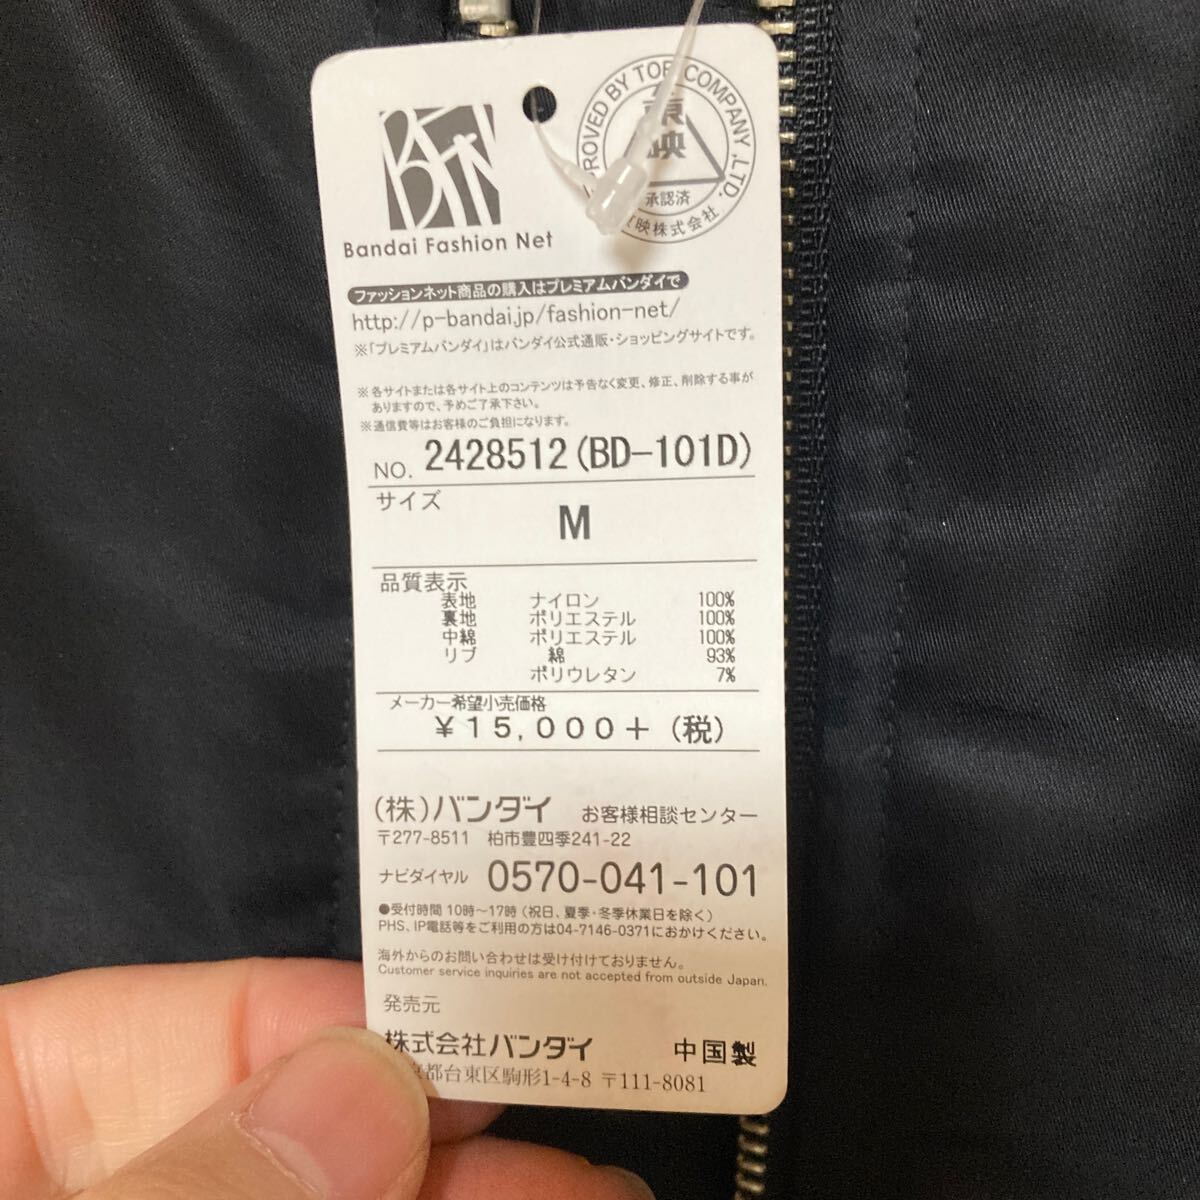 BFN
Bandai Fashion Net
ROVED BY TOEI COMPANY ,LTD.
東映
承認済
映株式会社
ファッションネット商品の購入はプレミアムバンダイで
http://p-bandai.jp/fashion-net/
※「プレミアムバンダイ」はバンダイ公式通販・ショッピングサイトです。
※各サイトまたは各サイト上のコンテンツは予告なく変更、修正、削除する事が
ありますので、予めご了承下さい。
※通信費等はお客様のご負担になります。
NO. 2428512(BD-101D)
サイズ
M
品質表示
表地 ナイロン 100%
裏地 ポリエステル 100%
中綿 ポリエステル 100%
リブ 綿 93%
ポリウレタン 7%
メーカー希望小売価格
¥15,000+(税)
(株)バンダイ お客様相談センター
〒277-8511 柏市豊四季241-22
ナビダイヤル 0570-041-101
●受付時間 10時～17時 (祝日、夏季・冬季休業日を除く)
PHS、IP電話等をご利用の方は04-7146-0371におかけください。
海外からのお問い合わせは受け付けておりません。
Customer service inquiries are not accepted from outside Japan.
発売元
株式会社バンダイ 中国製
京都台東区駒形1-4-8 〒111-8081